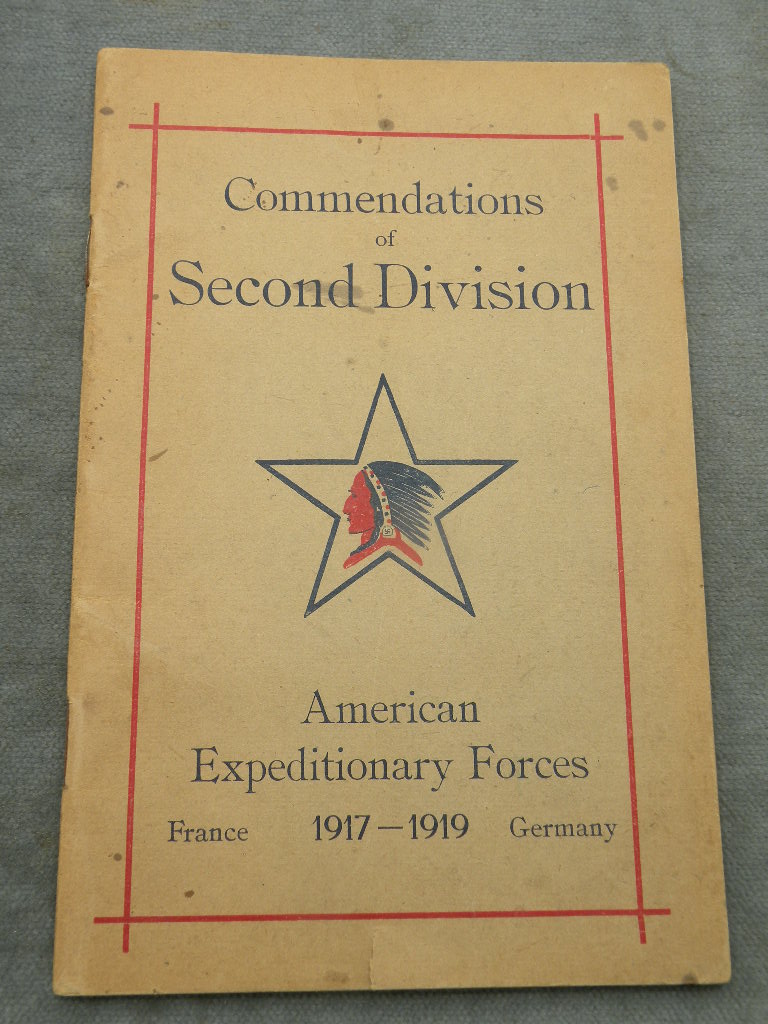 Commendations
of
Second Division
American
Expeditionary Forces
France 1917—1919 Germany